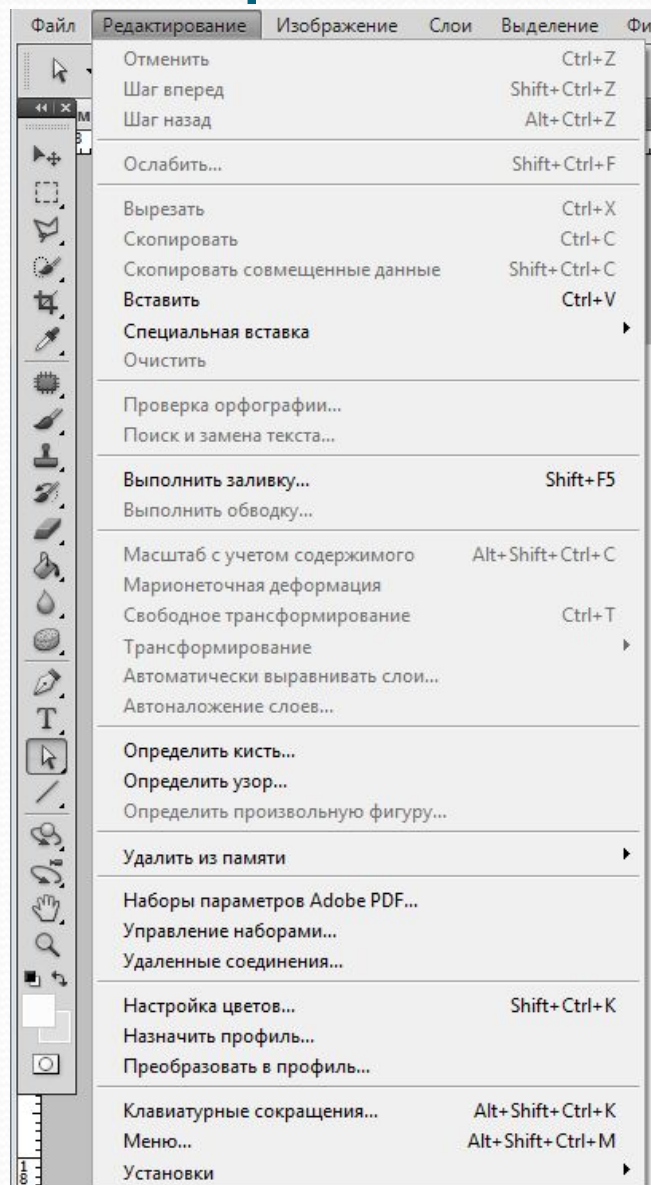 Файл Редактирование Изображение Слои Выделение Фи
Отменить Ctrl+Z
Шаг вперед Shift+Ctrl+Z
Шаг назад Alt+Ctrl+Z
Ослабить... Shift+Ctrl+F
Вырезать Ctrl+X
Скопировать Ctrl+C
Скопировать совмещенные данные Shift+Ctrl+C
Вставить Ctrl+V
Специальная вставка
Очистить
Проверка орфографии...
Поиск и замена текста...
Выполнить заливку... Shift+F5
Выполнить обводку...
Масштаб с учетом содержимого Alt+Shift+Ctrl+C
Марионеточная деформация
Свободное трансформирование Ctrl+T
Трансформирование
Автоматически выравнивать слои...
Автоналожение слоев...
Определить кисть...
Определить узор...
Определить произвольную фигуру...
Удалить из памяти
Наборы параметров Adobe PDF...
Управление наборами...
Удаленные соединения...
Настройка цветов... Shift+Ctrl+K
Назначить профиль...
Преобразовать в профиль...
Клавиатурные сокращения... Alt+Shift+Ctrl+K
Меню... Alt+Shift+Ctrl+M
Установки
18